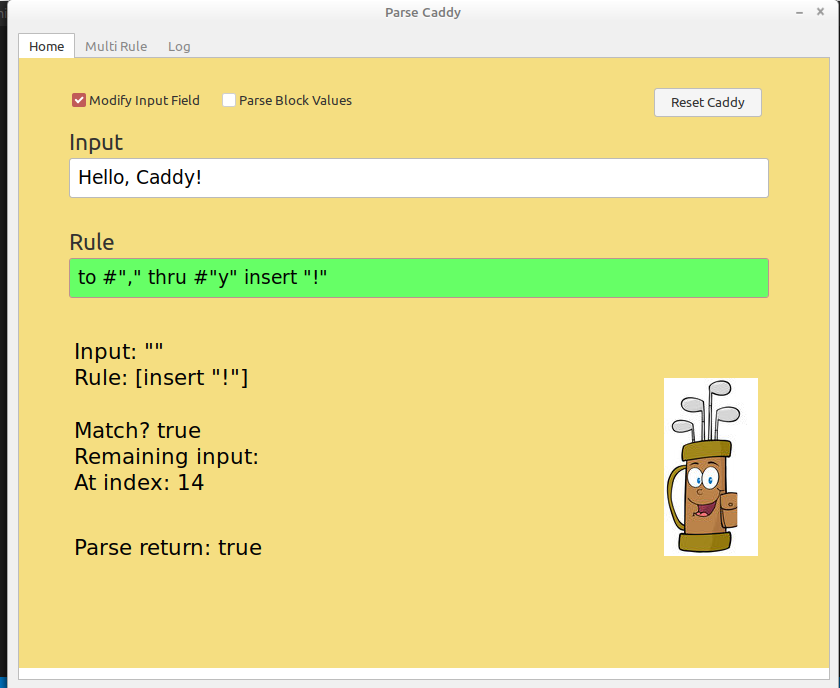 Parse Caddy
Home Multi Rule Log
Modify Input Field Parse Block Values Reset Caddy
Input
Hello, Caddy!
Rule
to #"," thru #"y" insert "!"
Input: ""
Rule: [insert "!"]
Match? true
Remaining input:
At index: 14
Parse return: true